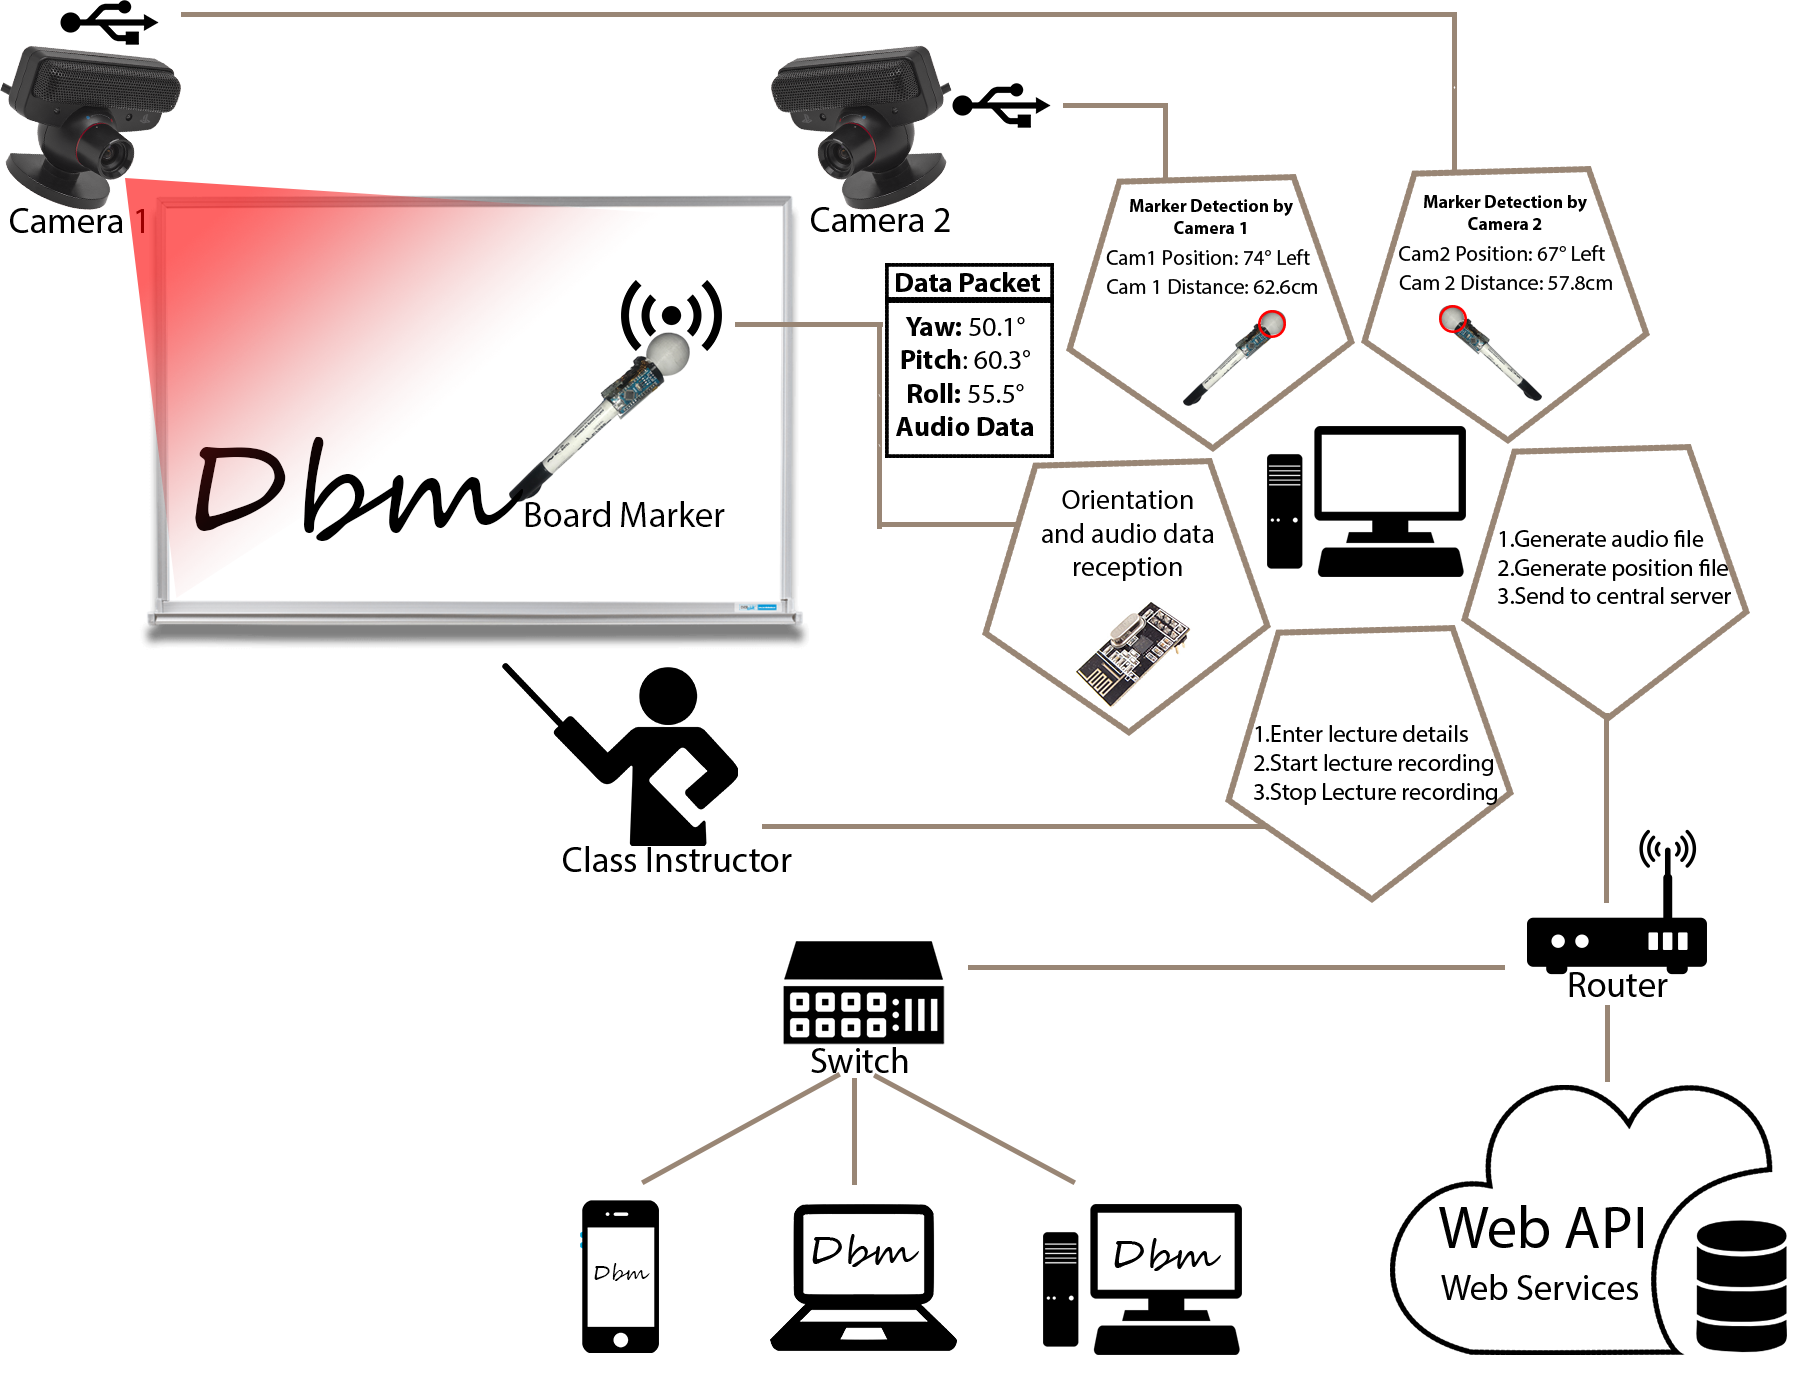 Camera 1
Camera 2
Dbm
Board Marker
Data Packet
Yaw: 50.1°
Pitch: 60.3°
Roll: 55.5°
Audio Data
Marker Detection by
Camera 1
Cam1 Position: 74° Left
Cam 1 Distance: 62.6cm
Marker Detection by
Camera 2
Cam2 Position: 67° Left
Cam 2 Distance: 57.8cm
Orientation
and audio data
reception
1.Generate audio file
2.Generate position file
3.Send to central server
1.Enter lecture details
2.Start lecture recording
3.Stop Lecture recording
Class Instructor
Router
Switch
Dbm
Dbm
Dbm
Web API
Web Services